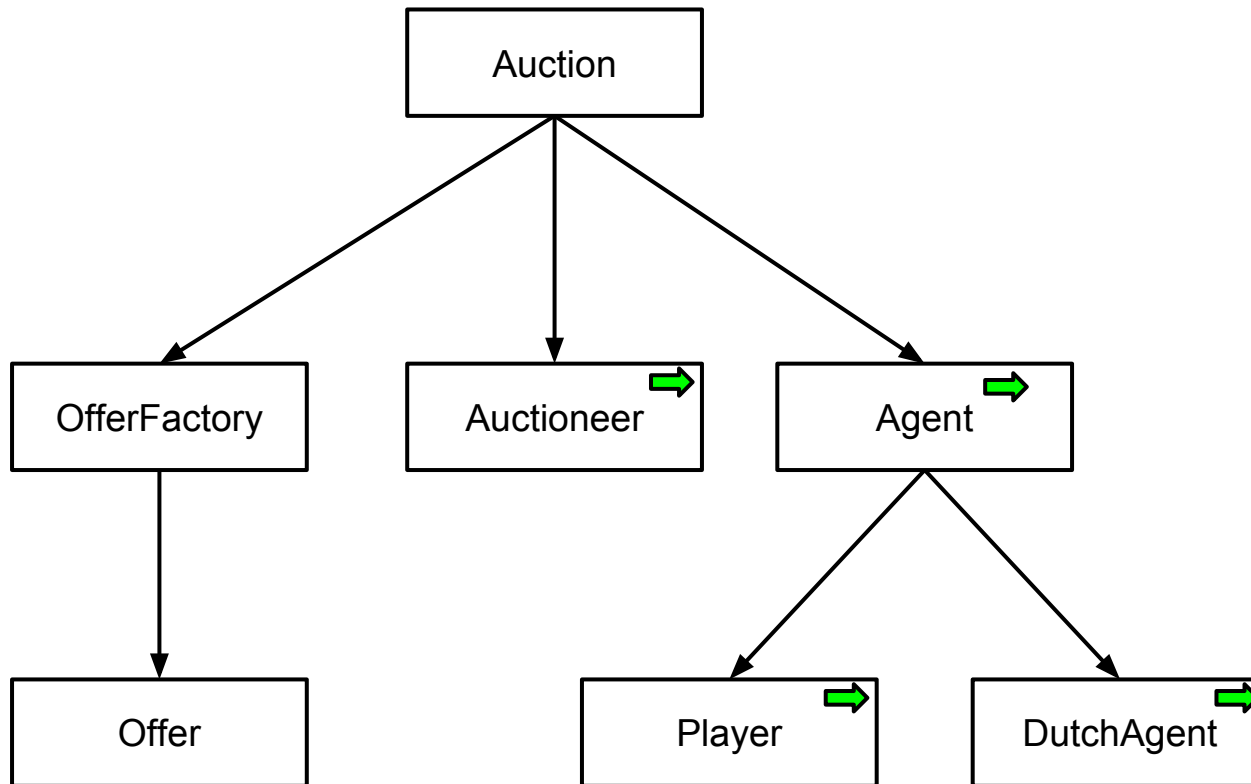 Auction
OfferFactory
Auctioneer
Agent
Offer
Player
DutchAgent